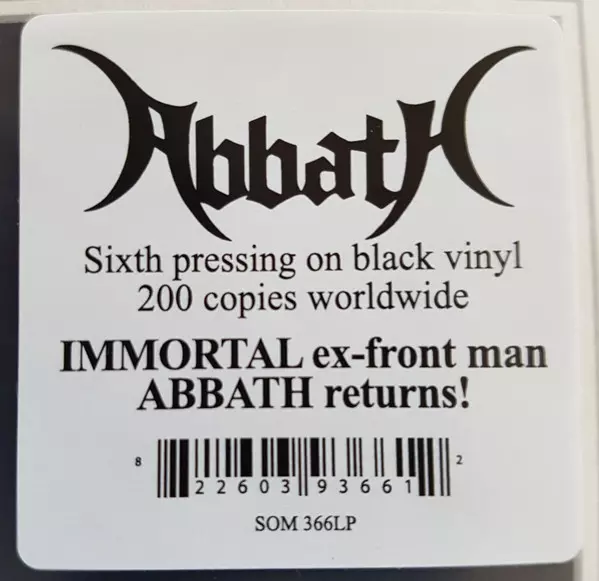 Abbath
Sixth pressing on black vinyl
200 copies worldwide
IMMORTAL ex-front man
ABBATH returns!
8 22603 93661 2
SOM 366LP